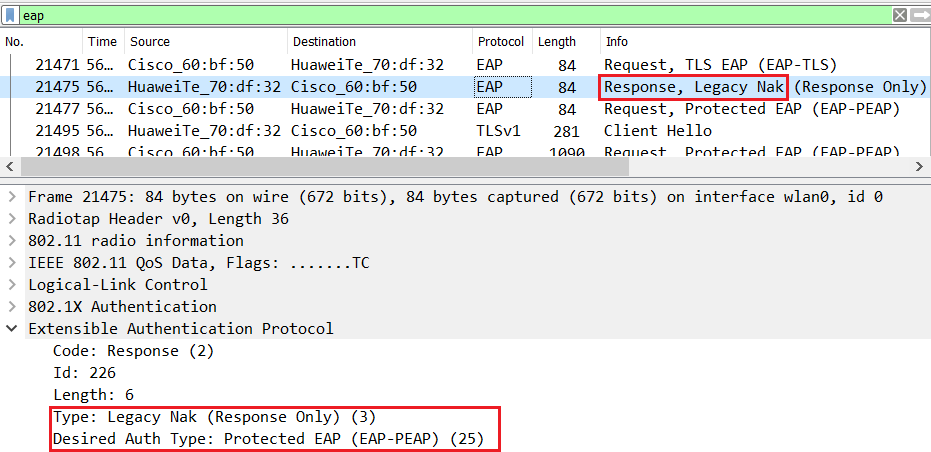 eap
No. Time Source Destination Protocol Length Info
21471 56… Cisco_60:bf:50 HuaweiTe_70:df:32 EAP 84 Request, TLS EAP (EAP-TLS)
21475 56… HuaweiTe_70:df:32 Cisco_60:bf:50 EAP 84 Response, Legacy Nak (Response Only)
21477 56… Cisco_60:bf:50 HuaweiTe_70:df:32 EAP 84 Request, Protected EAP (EAP-PEAP)
21495 56… HuaweiTe_70:df:32 Cisco_60:bf:50 TLSv1 281 Client Hello
21498 56… Cisco_60:bf:50 HuaweiTe_70:df:32 EAP 1090 Request, Protected EAP (EAP-PEAP)
Frame 21475: 84 bytes on wire (672 bits), 84 bytes captured (672 bits) on interface wlan0, id 0
Radiotap Header v0, Length 36
802.11 radio information
IEEE 802.11 QoS Data, Flags: .......TC
Logical-Link Control
802.1X Authentication
Extensible Authentication Protocol
Code: Response (2)
Id: 226
Length: 6
Type: Legacy Nak (Response Only) (3)
Desired Auth Type: Protected EAP (EAP-PEAP) (25)